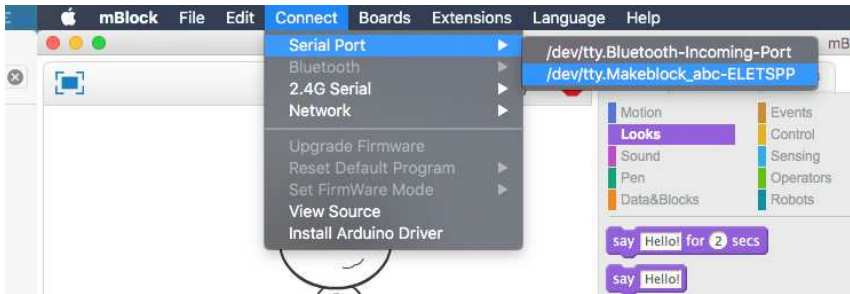 mBlock File Edit Connect Boards Extensions Language Help
Serial Port
Bluetooth
2.4G Serial
Network
Upgrade Firmware
Reset Default Program
Set FirmWare Mode
View Source
Install Arduino Driver
/dev/tty.Bluetooth-Incoming-Port
/dev/tty.Makeblock_abc-ELETSPP
mB
Motion
Looks
Sound
Pen
Data&Blocks
Events
Control
Sensing
Operators
Robots
say Hello! for 2 secs
say Hello!